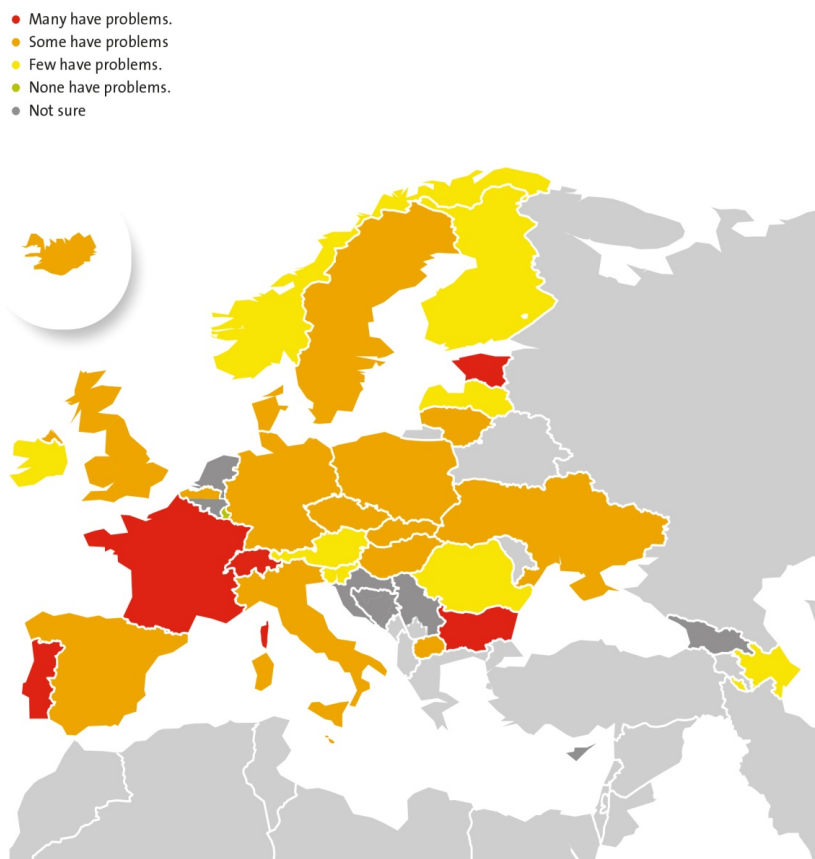 Many have problems.
Some have problems
Few have problems.
None have problems.
Not sure